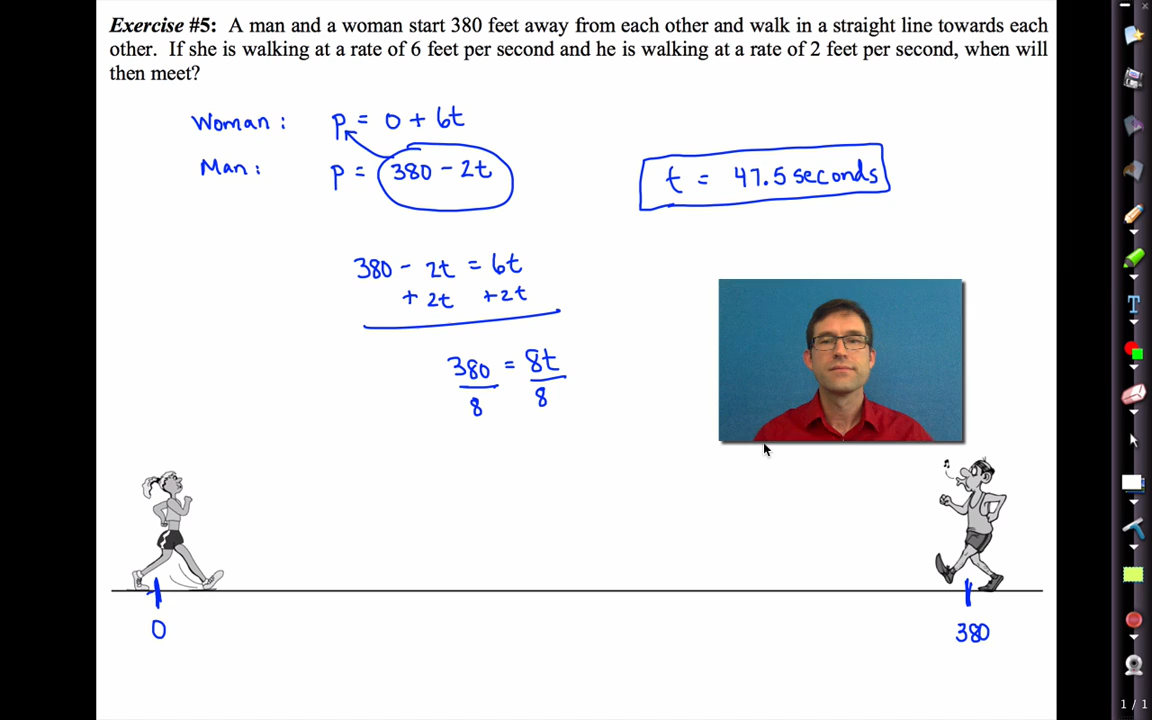 Exercise #5: A man and a woman start 380 feet away from each other and walk in a straight line towards each
other. If she is walking at a rate of 6 feet per second and he is walking at a rate of 2 feet per second, when will
then meet?
Woman: p = 0 + 6t
Man: p = 380 - 2t
t = 47.5 seconds
380 - 2t = 6t
+ 2t +2t
380 = 8t
8 8
0 380
T
1 / 1